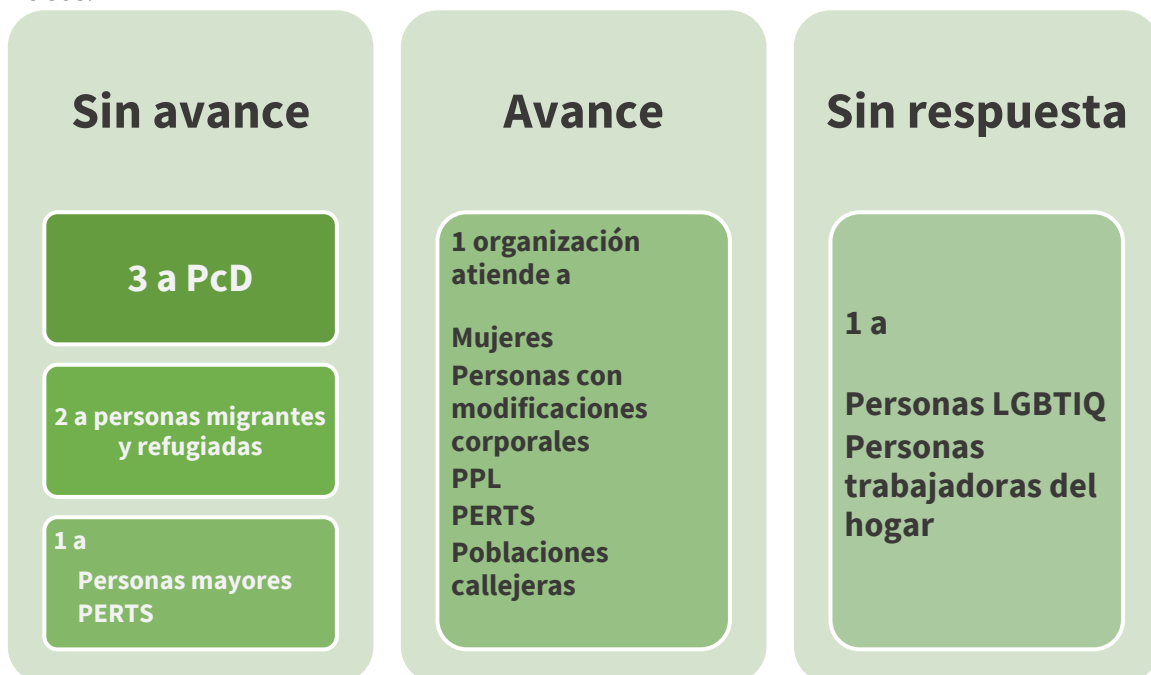 Sin avance
3 a PcD
2 a personas migrantes
y refugiadas
1 a
Personas mayores
PERTS
Avance
1 organización
atiende a
Mujeres
Personas con
modificaciones
corporales
PPL
PERTS
Poblaciones
callejeras
Sin respuesta
1 a
Personas LGBTIQ
Personas
trabajadoras del
hogar